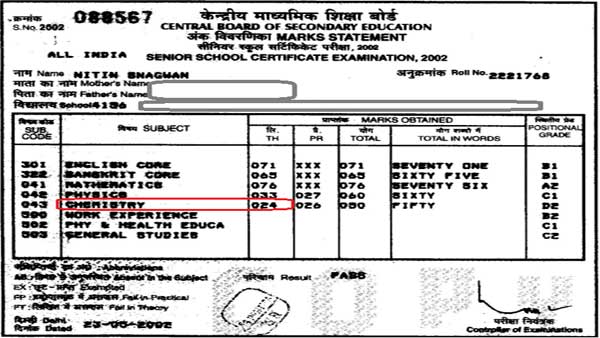 क्रमांक 088567 केन्द्रीय माध्यमिक शिक्षा बोर्ड
S.No. 2002 CENTRAL BOARD OF SECONDARY EDUCATION
अंक विवरणिका MARKS STATEMENT
सीनियर स्कूल सर्टिफिकेट परीक्षा, 2002
ALL INDIA SENIOR SCHOOL CERTIFICATE EXAMINATION, 2002
नाम Name NITIN BHAGWAN अनुक्रमांक Roll No. 2221768
माता का नाम Mother's Name
पिता का नाम Father's Name
विद्यालय School 4156
प्राप्तांक MARKS OBTAINED
SUB CODE विषय SUBJECT लि. TH प्रै. PR योग TOTAL योग शब्दों में TOTAL IN WORDS POSITIONAL GRADE
301 ENGLISH CORE 071 XXX 071 SEVENTY ONE B1
322 SANSKRIT CORE 065 XXX 065 SIXTY FIVE B1
041 MATHEMATICS 076 XXX 076 SEVENTY SIX A2
042 PHYSICS 033 027 060 SIXTY C1
043 CHEMISTRY 024 026 050 FIFTY D2
500 WORK EXPERIENCE B2
502 PHY & HEALTH EDUCA C1
503 GENERAL STUDIES C2
Abbreviations
Absent in the Subject परिणाम Result PASS
EX : Exempted
FP : Fail in Practical
FT : Fail in Theory
दिल्ली Delhi
दिनांक Dated 23-05-2002 परीक्षा नियंत्रक
Controller of Examinations